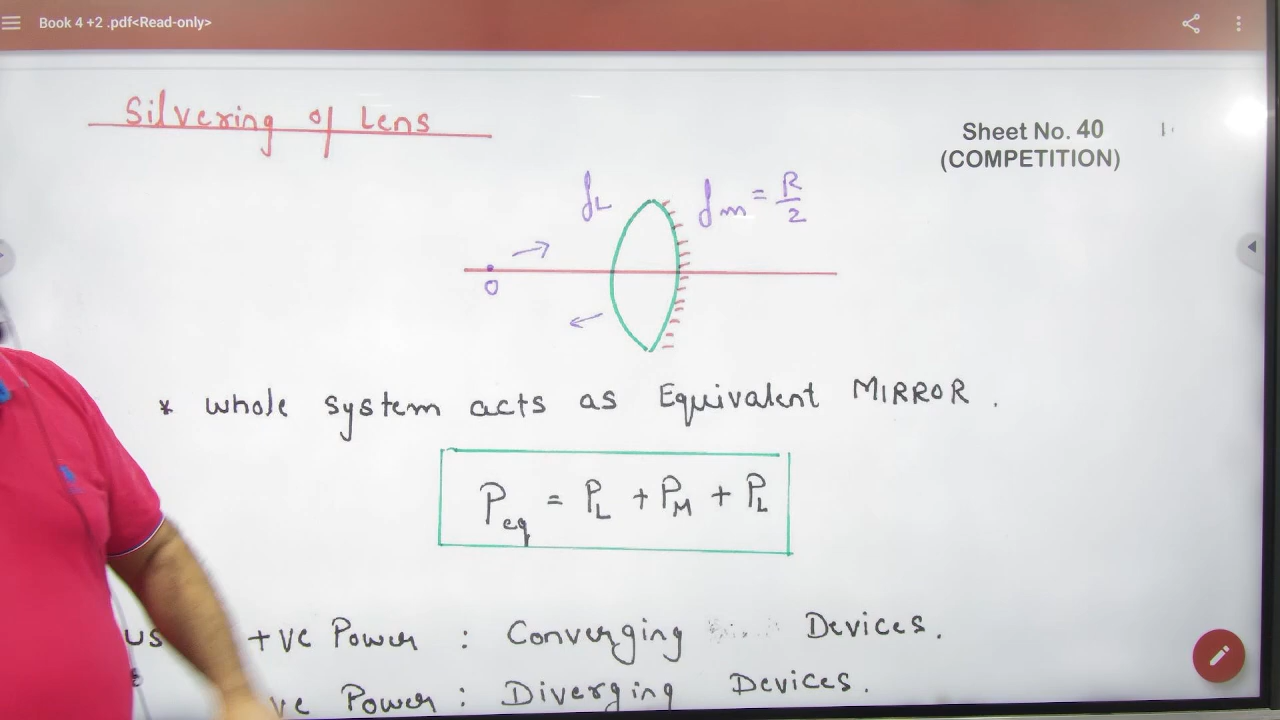 Book 4 +2 .pdf<Read-only>
Silvering of Lens
Sheet No. 40
(COMPETITION)
fL
fm = R/2
O
* whole system acts as Equivalent MIRROR .
Peq = PL + PM + PL
us
+ve Power : Converging Devices.
ve Power : Diverging Devices.